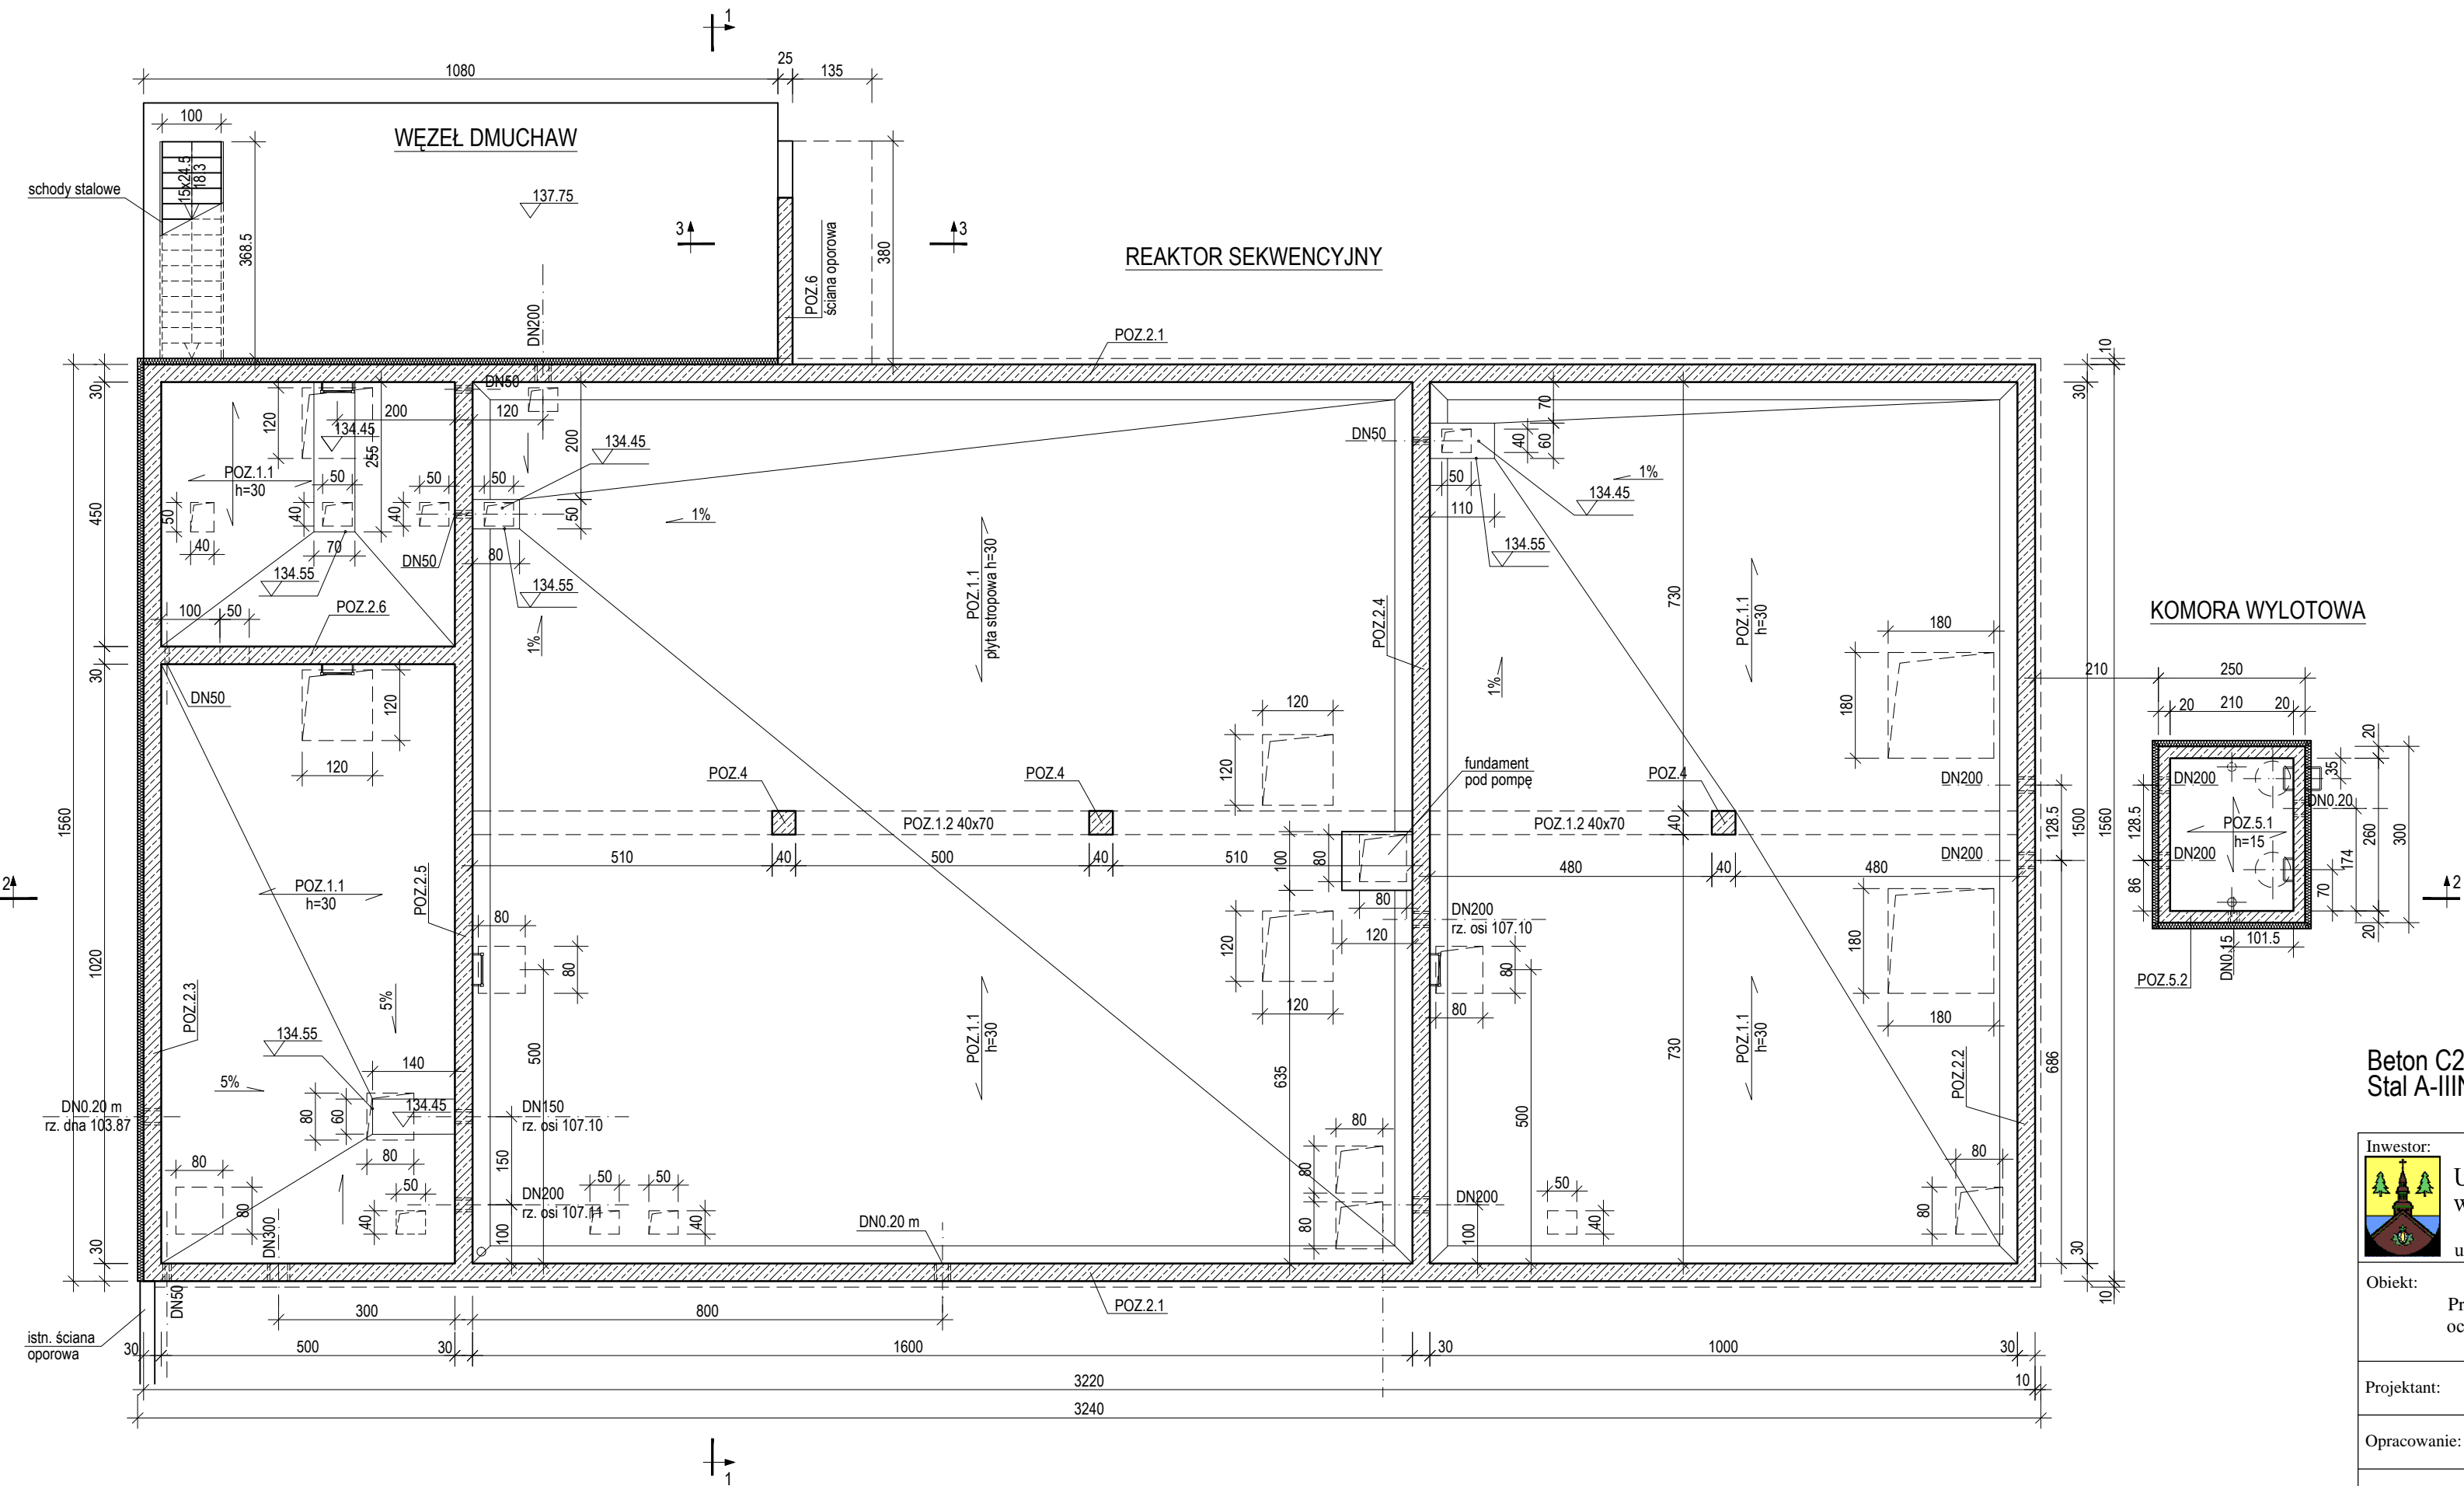 1
1080
25
135
100
WĘZEŁ DMUCHAW
schody stalowe
15x24.5
18.3
368.5
137.75
3
3
380
POZ.6
ściana oporowa
REAKTOR SEKWENCYJNY
DN200
POZ.2.1
10
30
30
DN50
120
200
120
134.45
255
200
134.45
70
DN50
40
60
POZ.1.1
h=30
50
50
50
1%
50
1%
134.45
450
50
40
40
50
110
40
70
DN50
80
134.55
134.55
134.55
POZ.1.1
płyta stropowa h=30
100
50
POZ.2.6
1%
POZ.2.4
730
POZ.1.1
h=30
180
KOMORA WYLOTOWA
30
DN50
120
1%
180
210
250
20
210
20
20
120
120
120
fundament
pod pompę
POZ.4
POZ.4
POZ.4
DN200
DN200
35
DN0.20
1560
POZ.1.2 40x70
POZ.1.2 40x70
40
128.5
1500
1560
128.5
POZ.5.1
h=15
260
300
510
40
500
40
510
100
80
480
40
480
DN200
DN200
174
2
POZ.1.1
h=30
POZ.2.5
80
86
70
2
80
DN200
rz. osi 107.10
120
120
180
20
1020
80
80
DN0.15
101.5
POZ.5.2
POZ.2.3
5%
120
80
180
134.55
500
POZ.1.1
h=30
635
730
POZ.1.1
h=30
POZ.2.2
686
140
5%
Beton C2
Stal A-IIIN
DN0.20 m
rz. dna 103.87
80
60
134.45
DN150
rz. osi 107.10
500
80
80
80
150
80
80
Inwestor:
80
50
DN200
rz. osi 107.11
50
50
DN200
50
80
U
W
u
80
40
40
80
40
DN300
100
DN0.20 m
100
30
30
DN50
300
800
POZ.2.1
10
Obiekt:
Pr
oc
istn. ściana
oporowa
30
500
30
1600
30
1000
30
3220
10
Projektant:
3240
Opracowanie:
1